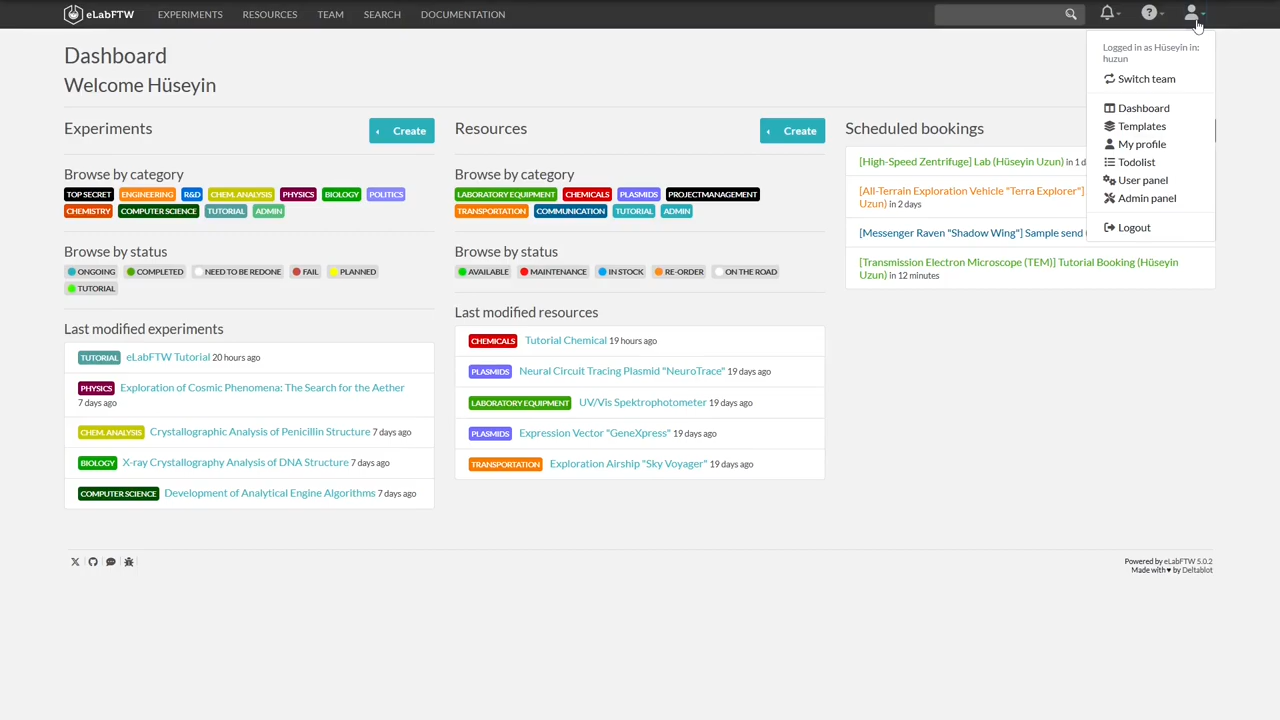 eLabFTW EXPERIMENTS RESOURCES TEAM SEARCH DOCUMENTATION
Logged in as Hüseyin in:
huzun
Switch team
Dashboard
Templates
My profile
Todolist
User panel
Admin panel
Logout
Dashboard
Welcome Hüseyin
Experiments
Create
Browse by category
TOP SECRET ENGINEERING R&D CHEM. ANALYSIS PHYSICS BIOLOGY POLITICS
CHEMISTRY COMPUTER SCIENCE TUTORIAL ADMIN
Browse by status
ONGOING COMPLETED NEED TO BE REDONE FAIL PLANNED
TUTORIAL
Last modified experiments
TUTORIAL eLabFTW Tutorial 20 hours ago
PHYSICS Exploration of Cosmic Phenomena: The Search for the Aether
7 days ago
CHEM. ANALYSIS Crystallographic Analysis of Penicillin Structure 7 days ago
BIOLOGY X-ray Crystallography Analysis of DNA Structure 7 days ago
COMPUTER SCIENCE Development of Analytical Engine Algorithms 7 days ago
Resources
Create
Browse by category
LABORATORY EQUIPMENT CHEMICALS PLASMIDS PROJECTMANAGEMENT
TRANSPORTATION COMMUNICATION TUTORIAL ADMIN
Browse by status
AVAILABLE MAINTENANCE IN STOCK RE-ORDER ON THE ROAD
Last modified resources
CHEMICALS Tutorial Chemical 19 hours ago
PLASMIDS Neural Circuit Tracing Plasmid "NeuroTrace" 19 days ago
LABORATORY EQUIPMENT UV/Vis Spektrophotometer 19 days ago
PLASMIDS Expression Vector "GeneXpress" 19 days ago
TRANSPORTATION Exploration Airship "Sky Voyager" 19 days ago
Scheduled bookings
[High-Speed Zentrifuge] Lab (Hüseyin Uzun) in 1 d
[All-Terrain Exploration Vehicle "Terra Explorer"]
Uzun) in 2 days
[Messenger Raven "Shadow Wing"] Sample send
[Transmission Electron Microscope (TEM)] Tutorial Booking (Hüseyin
Uzun) in 12 minutes
Powered by eLabFTW 5.0.2
Made with ♥ by Deltablot